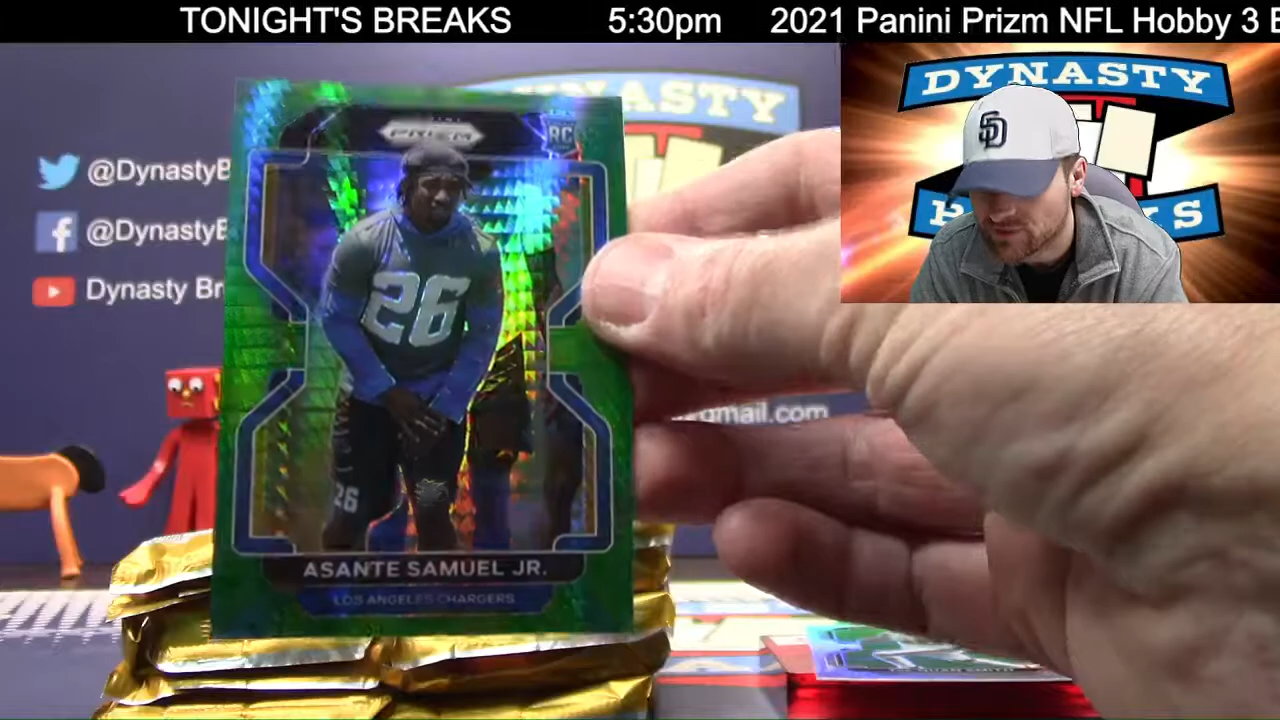 TONIGHT'S BREAKS 5:30pm 2021 Panini Prizm NFL Hobby 3
DYNASTY
SD
@DynastyB
@DynastyB
Dynasty Br
PRIZM
RC
26
26
ASANTE SAMUEL JR.
LOS ANGELES CHARGERS
gmail.com